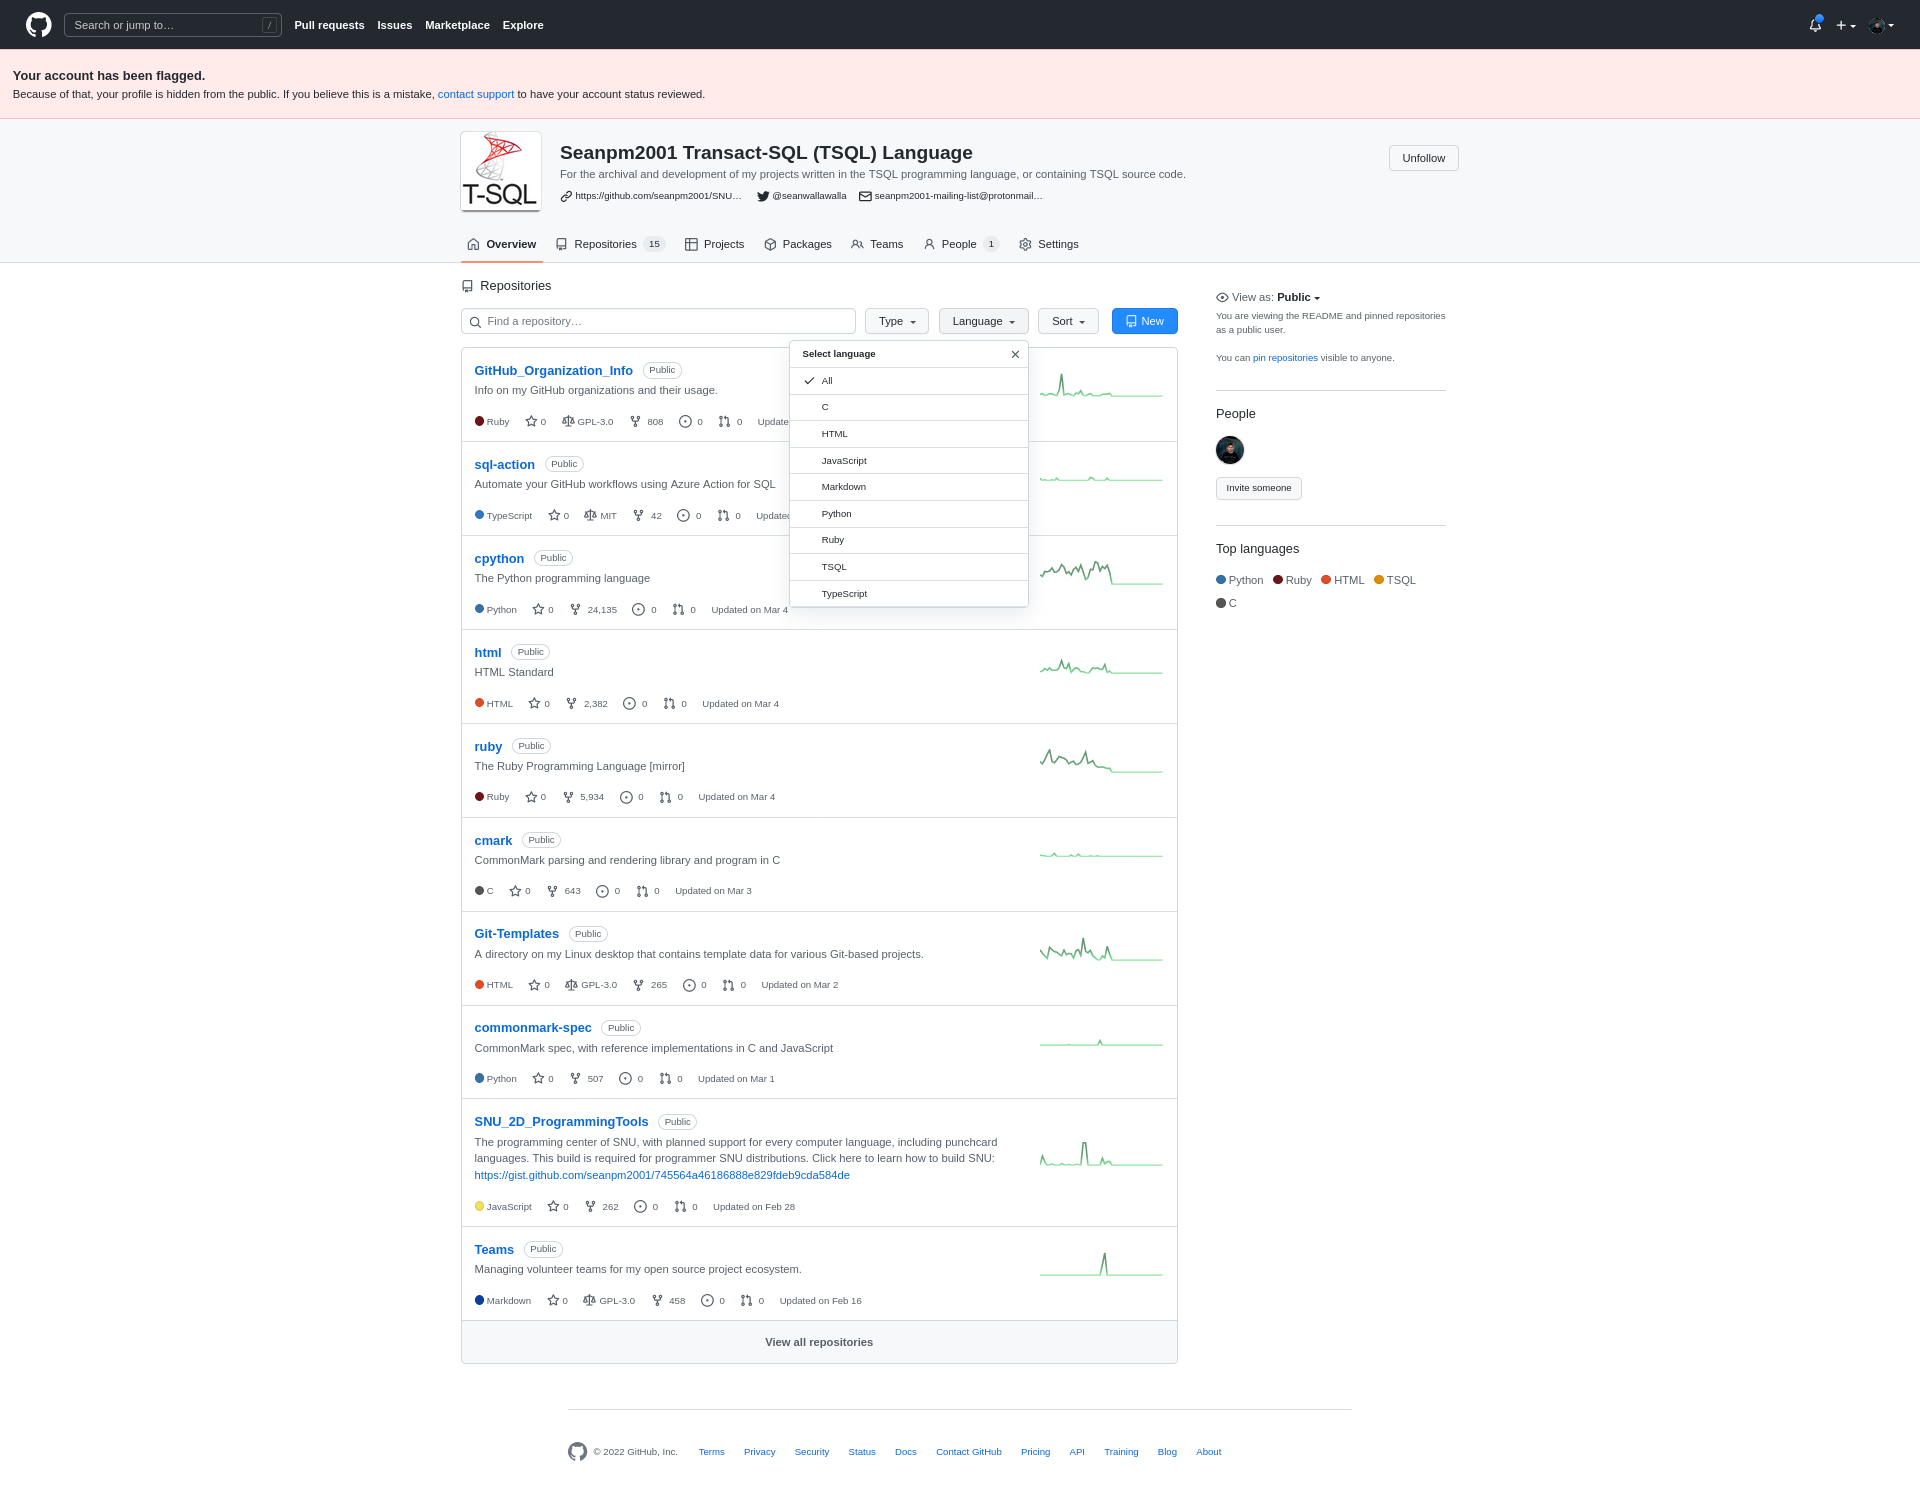 Search or jump to… /
Pull requests Issues Marketplace Explore
Your account has been flagged.
Because of that, your profile is hidden from the public. If you believe this is a mistake, contact support to have your account status reviewed.
T-SQL
Seanpm2001 Transact-SQL (TSQL) Language
For the archival and development of my projects written in the TSQL programming language, or containing TSQL source code.
https://github.com/seanpm2001/SNU… @seanwallawalla seanpm2001-mailing-list@protonmail…
Unfollow
Overview Repositories 15 Projects Packages Teams People 1 Settings
Repositories
Find a repository… Type Language Sort New
Select language
All
C
HTML
JavaScript
Markdown
Python
Ruby
TSQL
TypeScript
GitHub_Organization_Info Public
Info on my GitHub organizations and their usage.
Ruby 0 GPL-3.0 808 0 0 Update
sql-action Public
Automate your GitHub workflows using Azure Action for SQL
TypeScript 0 MIT 42 0 0 Updated
cpython Public
The Python programming language
Python 0 24,135 0 0 Updated on Mar 4
html Public
HTML Standard
HTML 0 2,382 0 0 Updated on Mar 4
ruby Public
The Ruby Programming Language [mirror]
Ruby 0 5,934 0 0 Updated on Mar 4
cmark Public
CommonMark parsing and rendering library and program in C
C 0 643 0 0 Updated on Mar 3
Git-Templates Public
A directory on my Linux desktop that contains template data for various Git-based projects.
HTML 0 GPL-3.0 265 0 0 Updated on Mar 2
commonmark-spec Public
CommonMark spec, with reference implementations in C and JavaScript
Python 0 507 0 0 Updated on Mar 1
SNU_2D_ProgrammingTools Public
The programming center of SNU, with planned support for every computer language, including punchcard
languages. This build is required for programmer SNU distributions. Click here to learn how to build SNU:
https://gist.github.com/seanpm2001/745564a46186888e829fdeb9cda584de
JavaScript 0 262 0 0 Updated on Feb 28
Teams Public
Managing volunteer teams for my open source project ecosystem.
Markdown 0 GPL-3.0 458 0 0 Updated on Feb 16
View all repositories
View as: Public
You are viewing the README and pinned repositories
as a public user.
You can pin repositories visible to anyone.
People
Invite someone
Top languages
Python Ruby HTML TSQL
C
© 2022 GitHub, Inc. Terms Privacy Security Status Docs Contact GitHub Pricing API Training Blog About